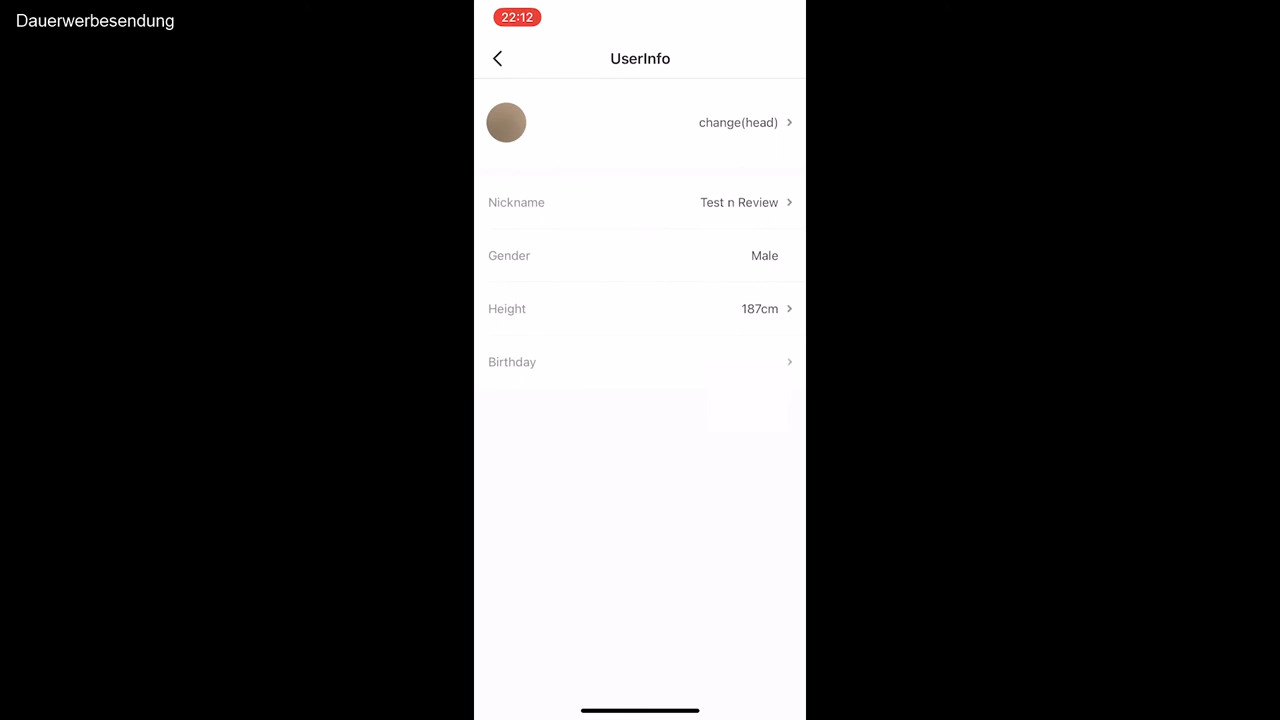 Dauerwerbesendung
22:12
UserInfo
change(head)
Nickname Test n Review
Gender Male
Height 187cm
Birthday